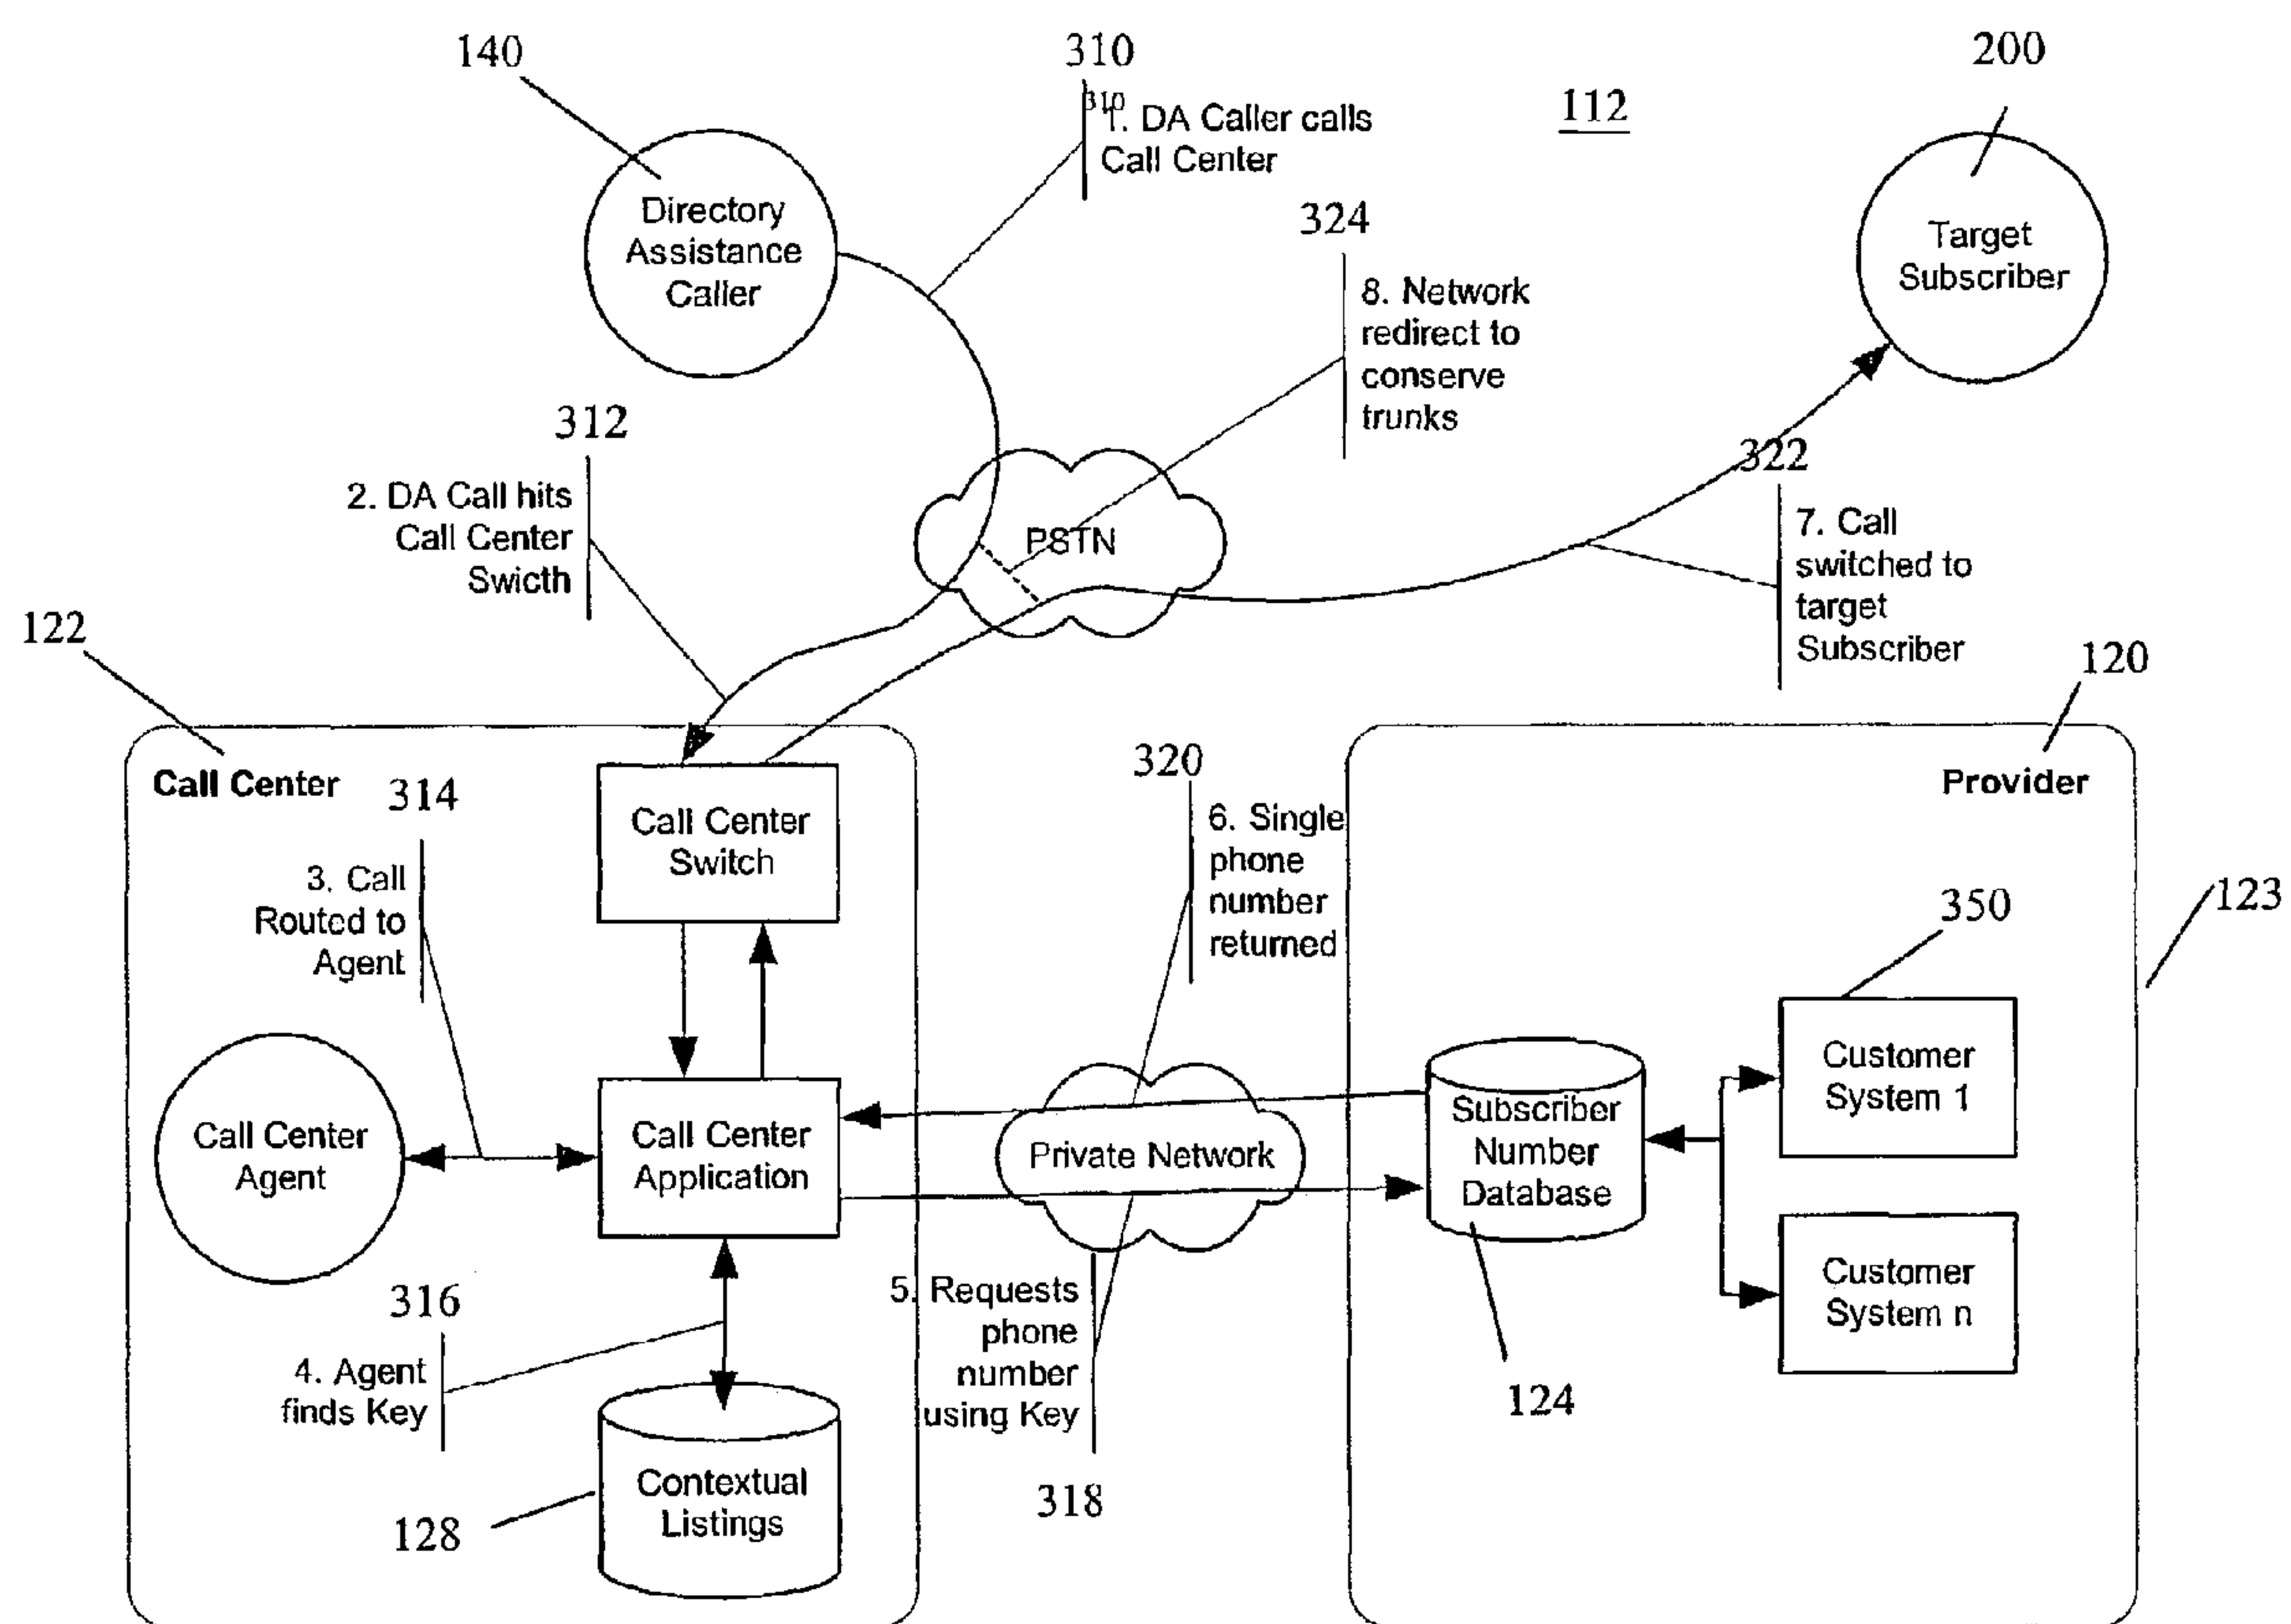 140
310
200
310
1. DA Caller calls
Call Center
112
Directory
Assistance
Caller
324
8. Network
redirect to
conserve
trunks
Target
Subscriber
312
2. DA Call hits
Call Center
Swicth
PSTN
322
7. Call
switched to
target
Subscriber
122
120
Call Center
314
3. Call
Routed to
Agent
Call Center
Switch
320
6. Single
phone
number
returned
Provider
350
123
Customer
System 1
Call Center
Agent
Call Center
Application
Private Network
Subscriber
Number
Database
Customer
System n
316
4. Agent
finds Key
5. Requests
phone
number
using Key
318
124
Contextual
Listings
128